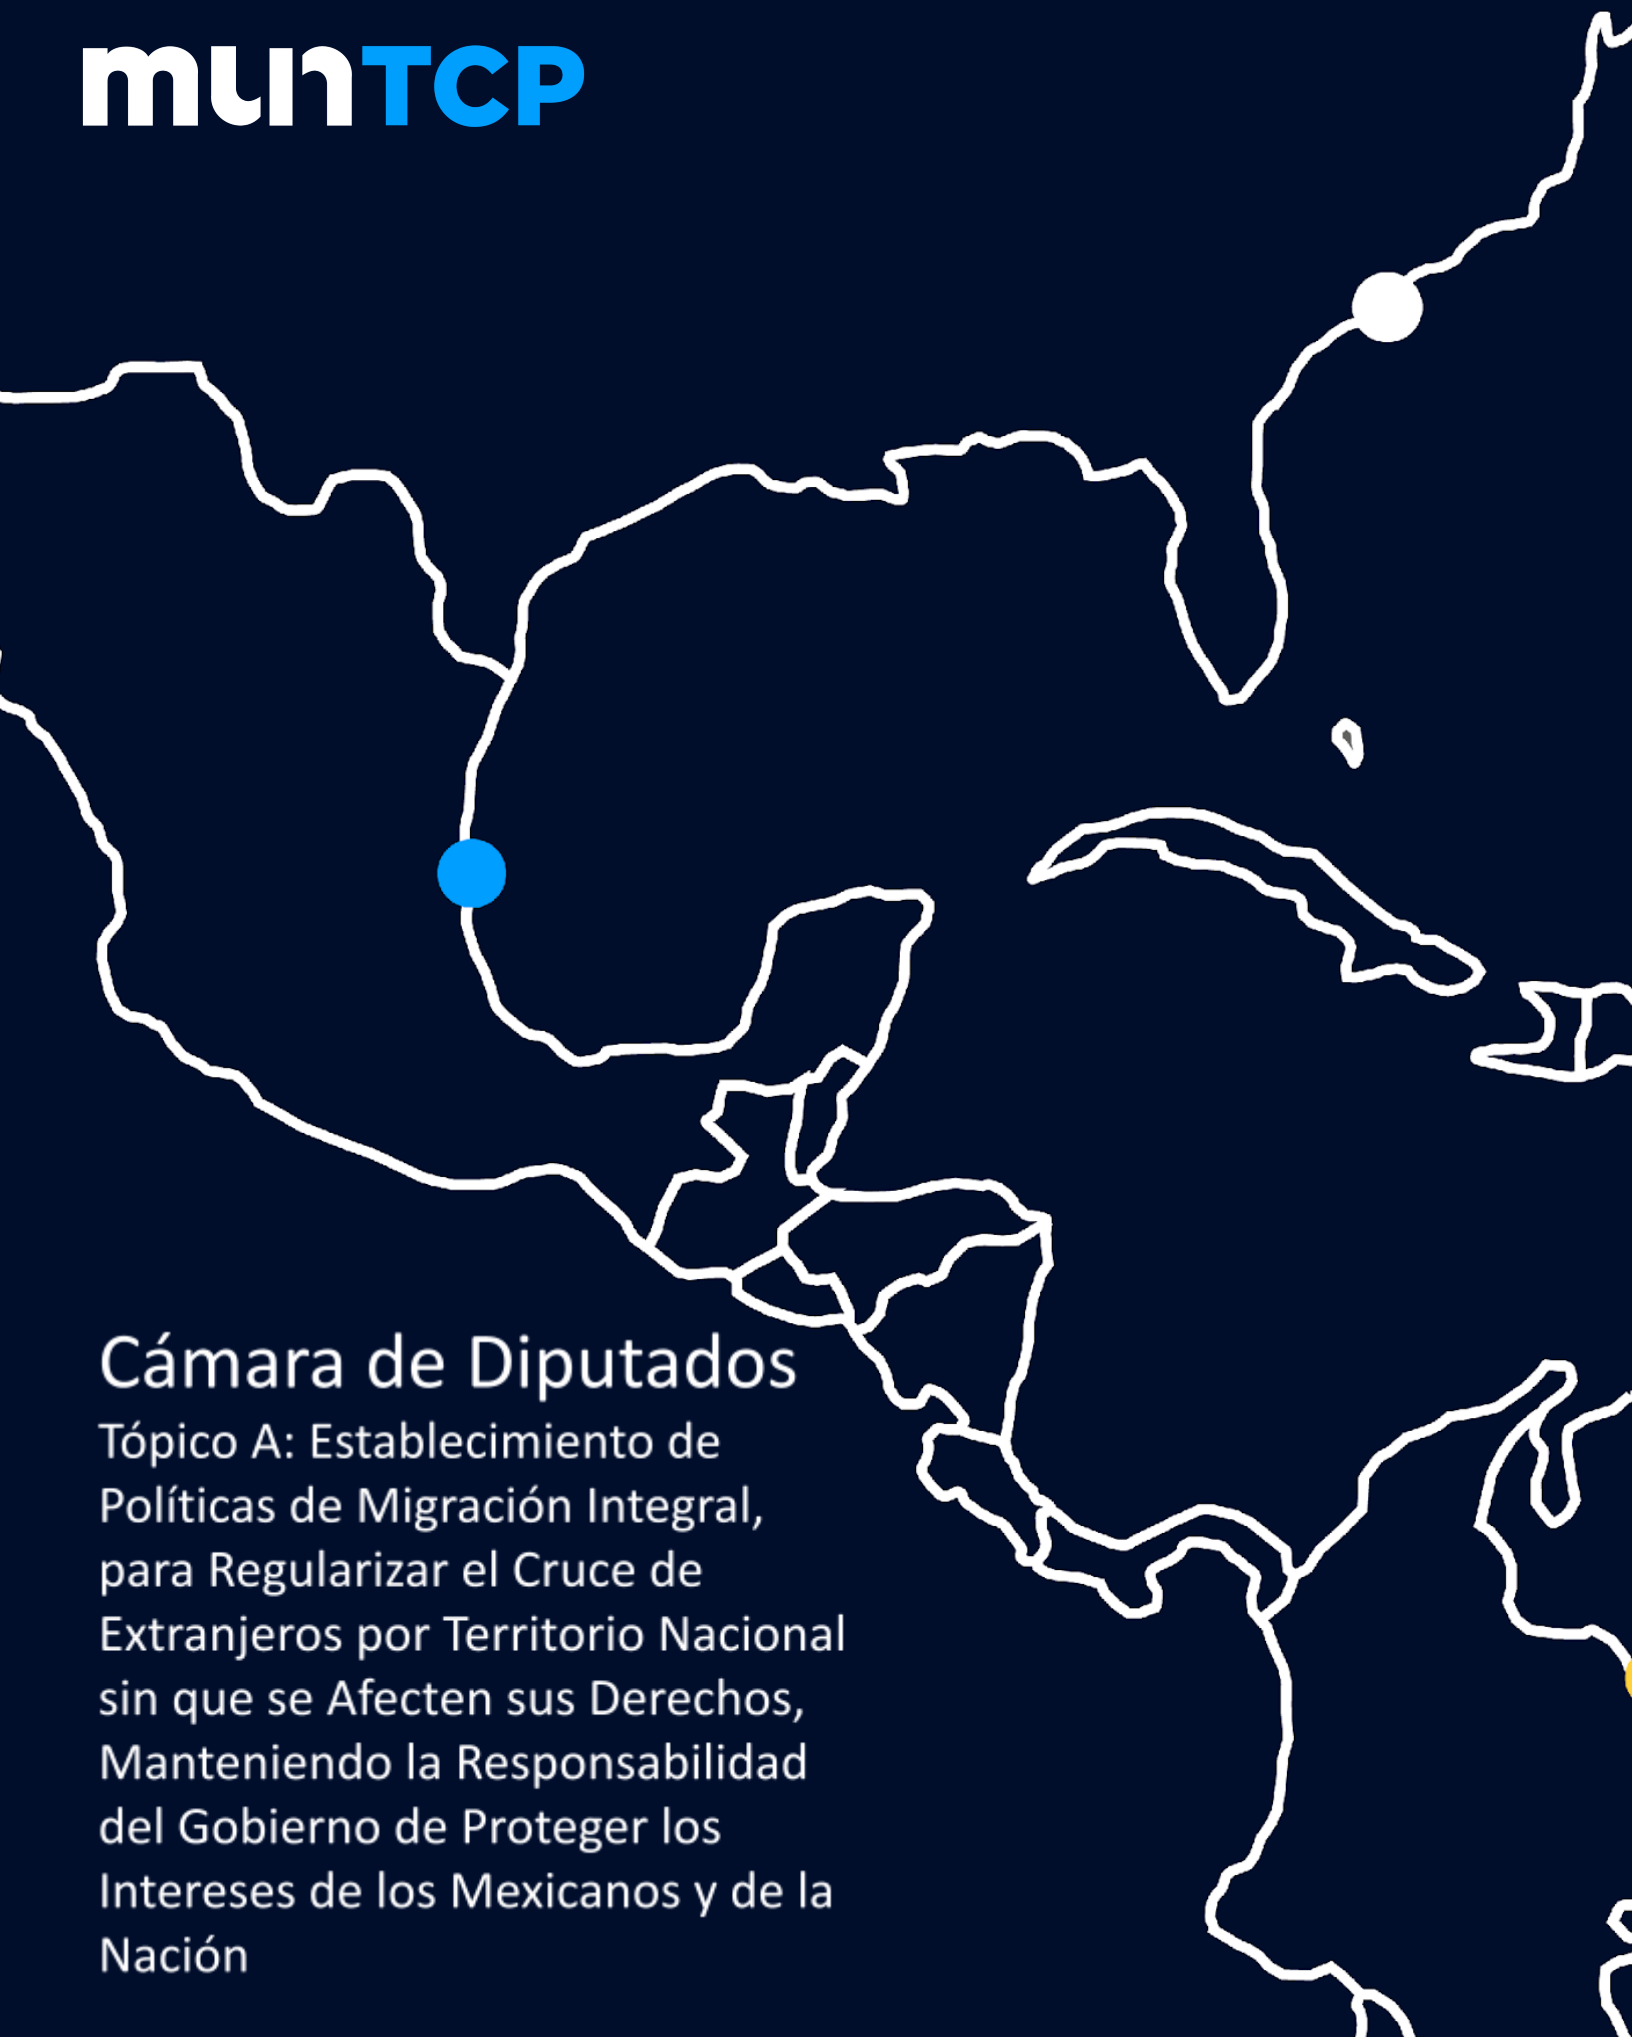 munTCP
Cámara de Diputados
Tópico A: Establecimiento de
Políticas de Migración Integral,
para Regularizar el Cruce de
Extranjeros por Territorio Nacional
sin que se Afecten sus Derechos,
Manteniendo la Responsabilidad
del Gobierno de Proteger los
Intereses de los Mexicanos y de la
Nación